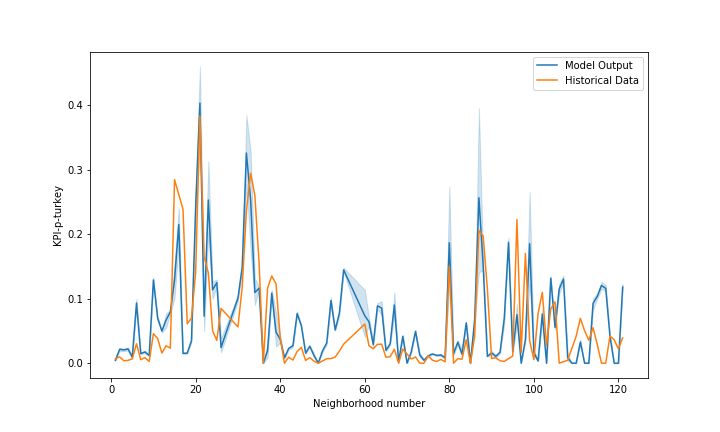 Model Output
Historical Data
KPI-p-turkey
0.4
0.3
0.2
0.1
0.0
0 20 40 60 80 100 120
Neighborhood number